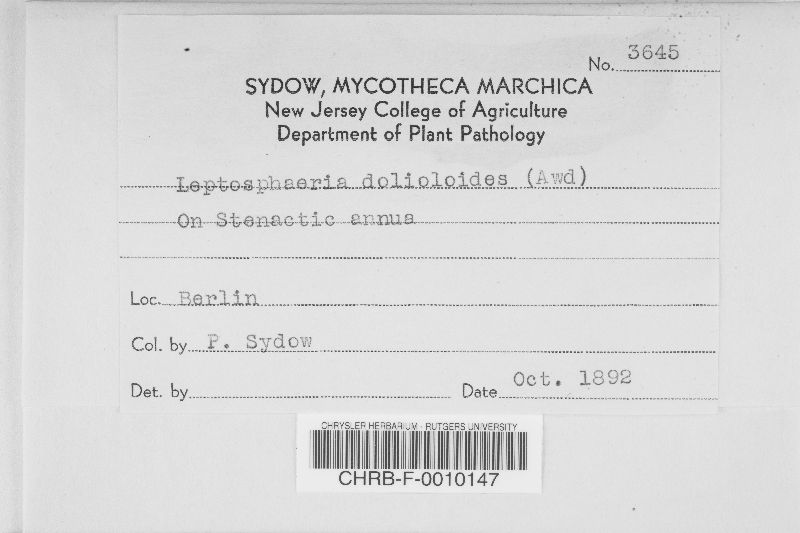 No. 3645
SYDOW, MYCOTHECA MARCHICA
New Jersey College of Agriculture
Department of Plant Pathology
Leptosphaeria dolioloides (Awd)
On Stenactic annua
Loc. Berlin
Col. by P. Sydow
Det. by
Date Oct. 1892
CHRYSLER HERBARIUM - RUTGERS UNIVERSITY
CHRB-F-0010147